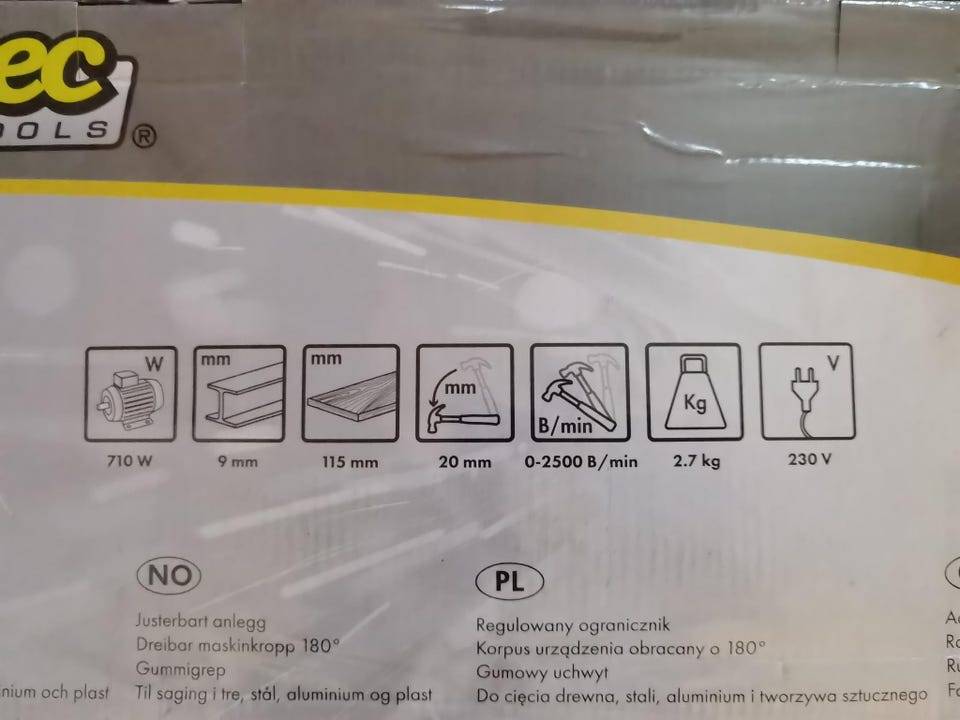 ec
OOLS ®
W
mm
mm
mm
B/min
Kg
V
710 W
9 mm
115 mm
20 mm
0-2500 B/min
2.7 kg
230 V
NO
Justerbart anlegg
Dreibar maskinkropp 180°
Gummigrep
Til saging i tre, stål, aluminium og plast
PL
Regulowany ogranicznik
Korpus urządzenia obracany o 180°
Gumowy uchwyt
Do cięcia drewna, stali, aluminium i tworzywa sztucznego
inium och plast